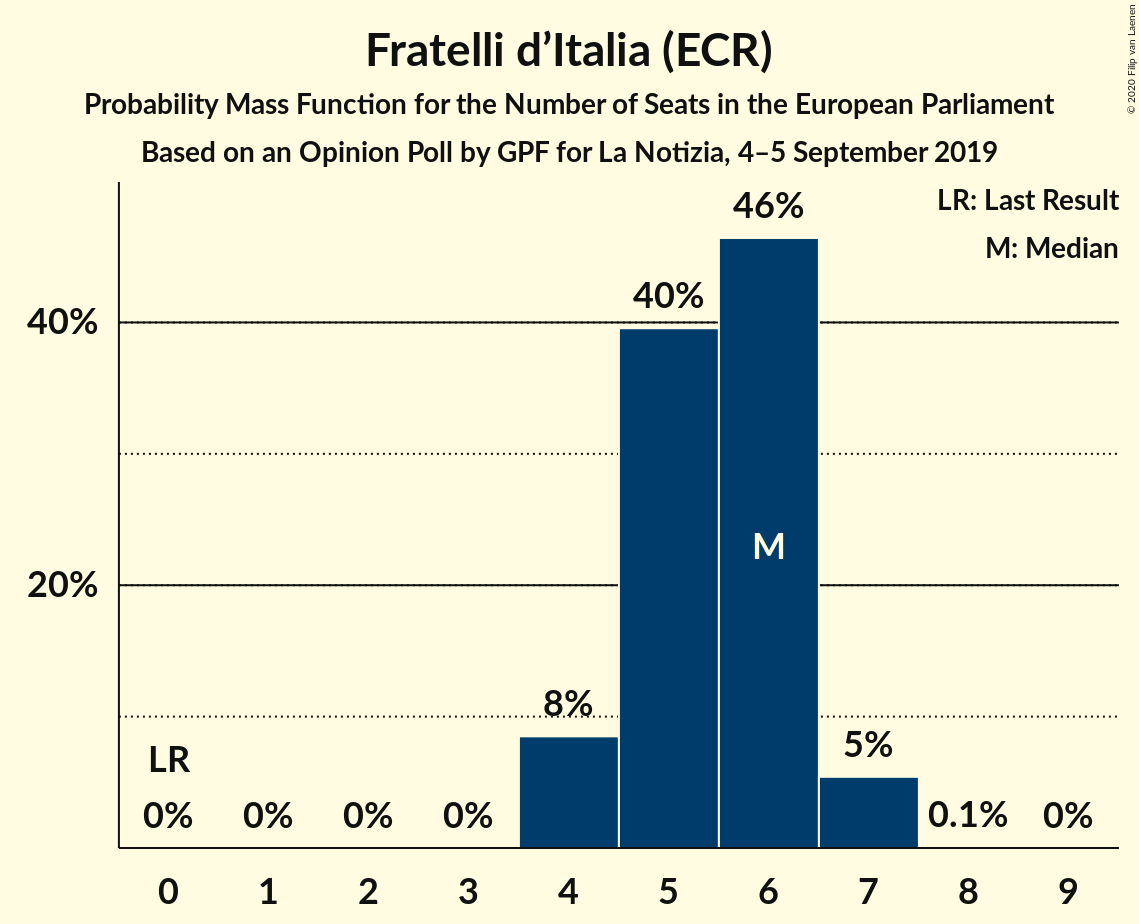 Fratelli d’Italia (ECR)
Probability Mass Function for the Number of Seats in the European Parliament
Based on an Opinion Poll by GPF for La Notizia, 4–5 September 2019
© 2020 Filip van Laenen
LR: Last Result
M: Median
46%
40%
40%
M
20%
8%
5%
LR
0% 0% 0% 0% 0.1% 0%
0 1 2 3 4 5 6 7 8 9